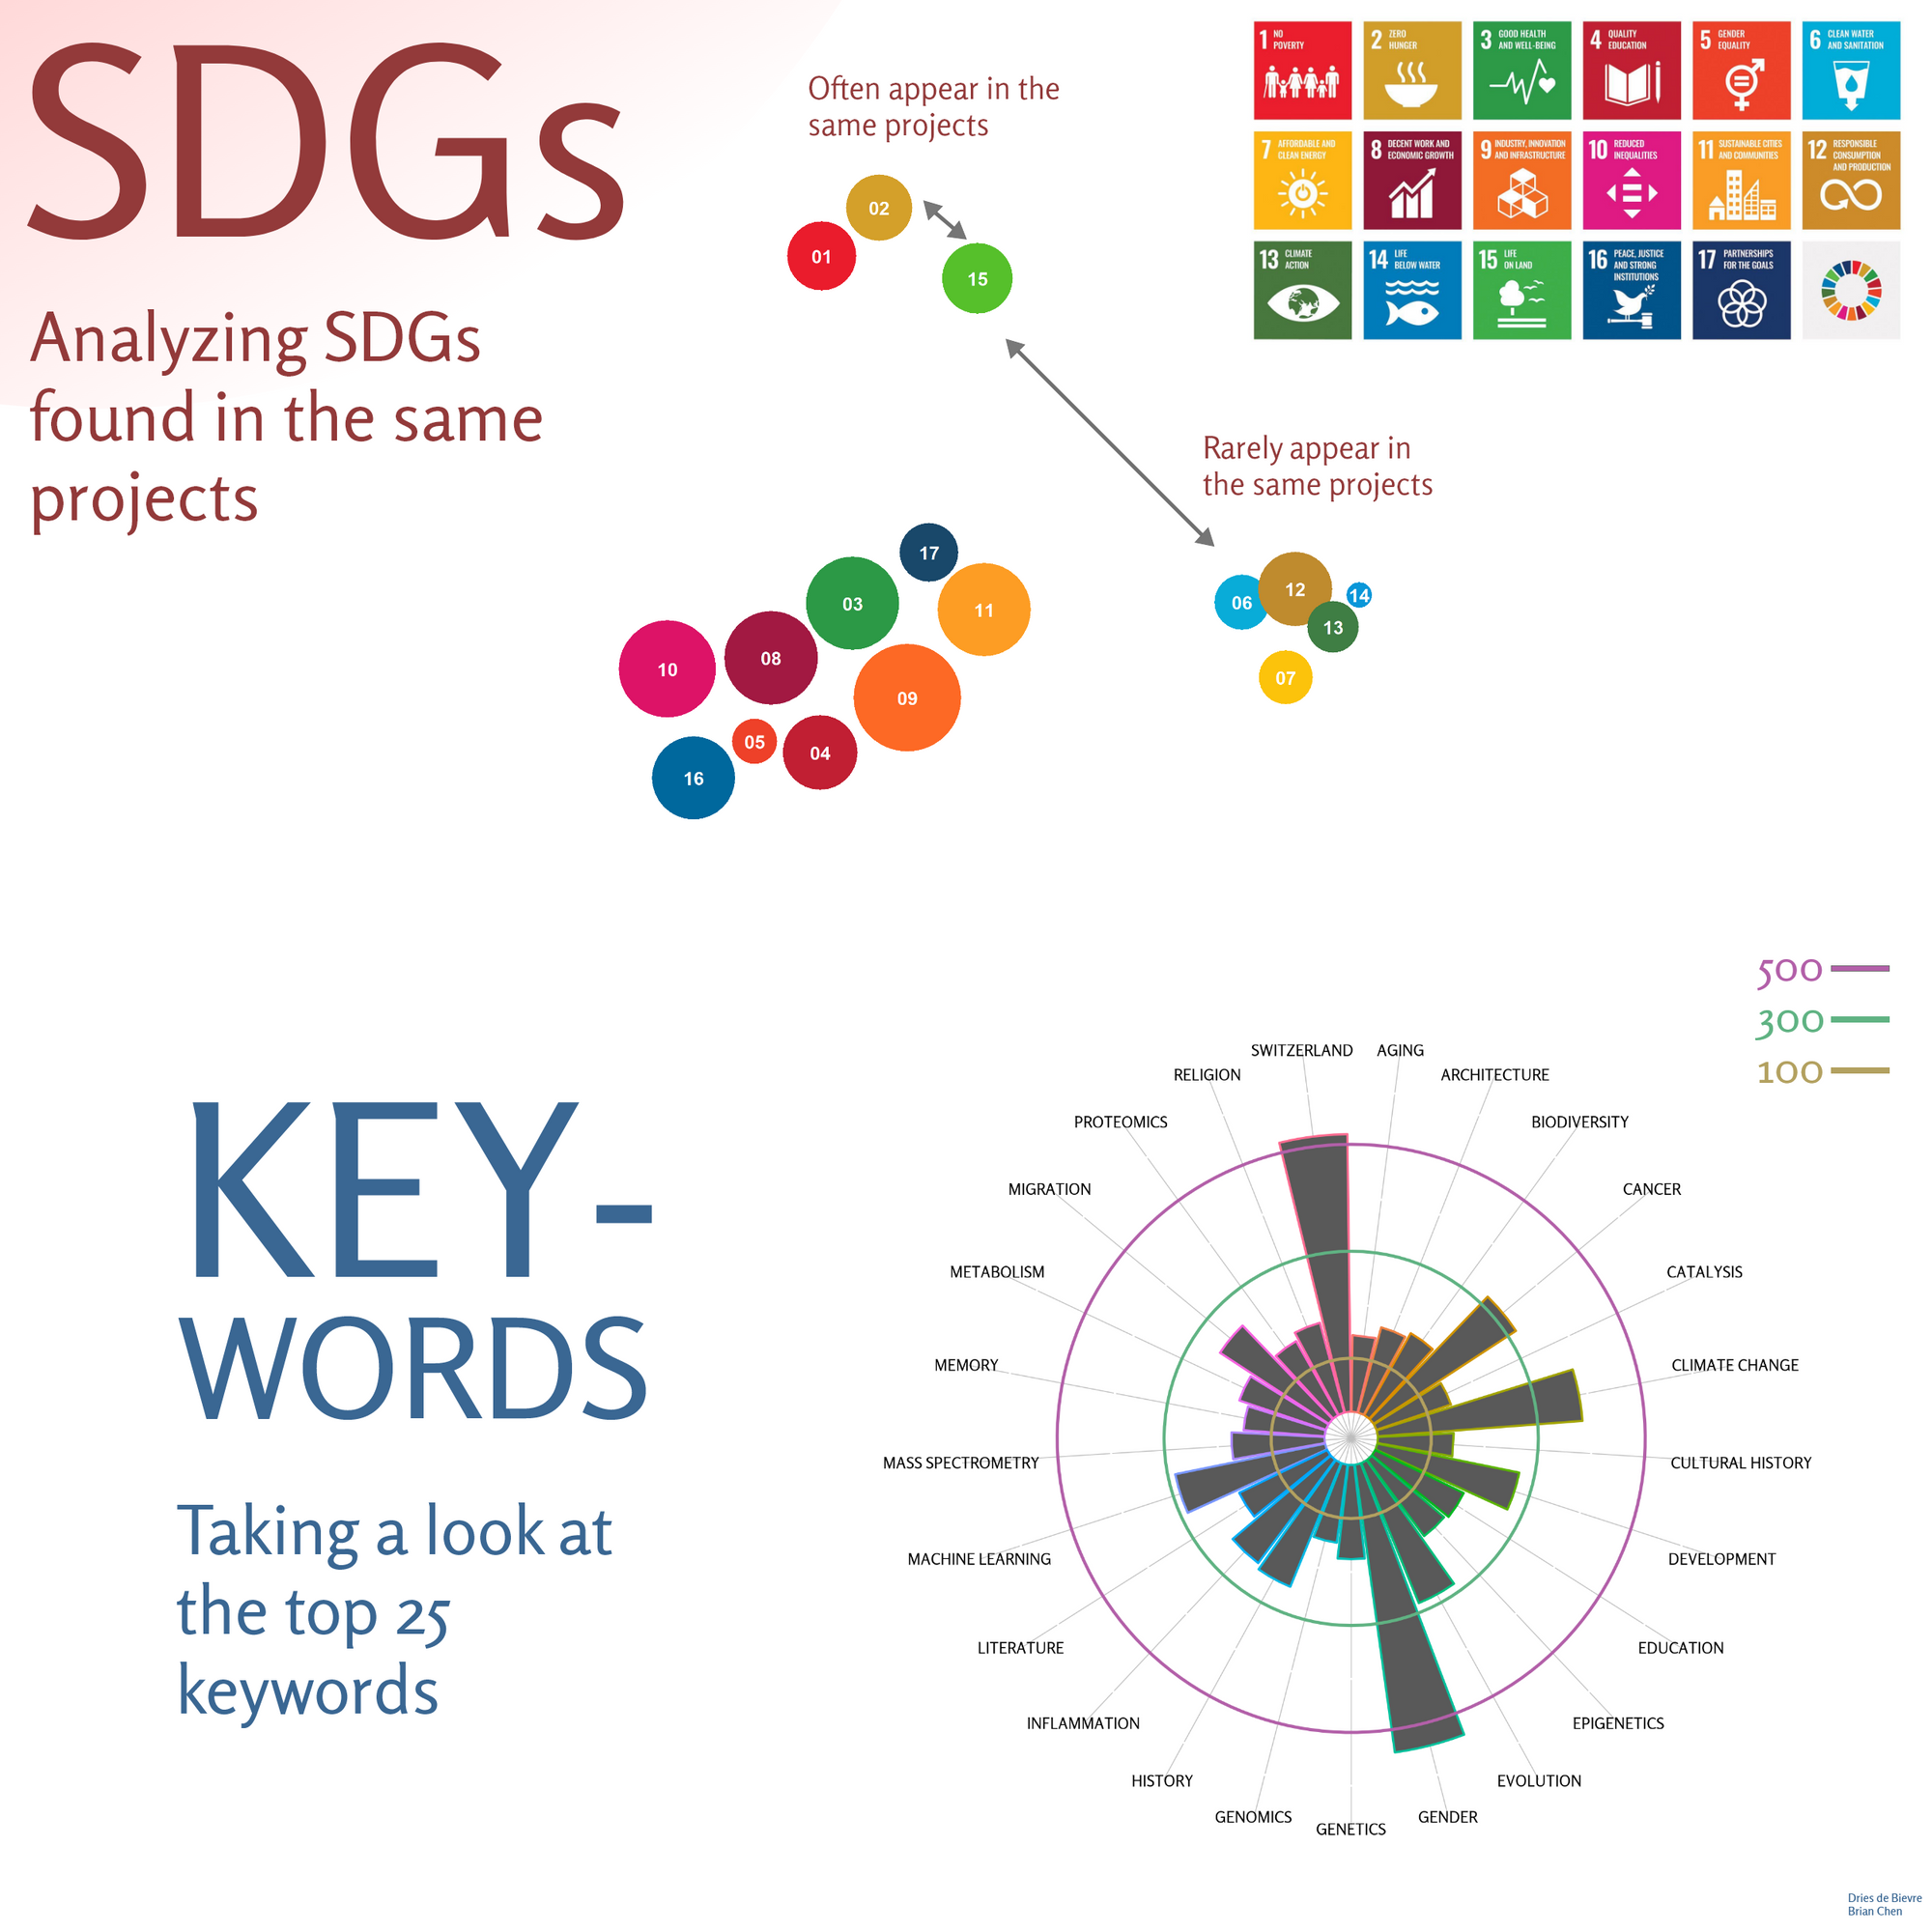 SDGs
Analyzing SDGs
found in the same
projects
Often appear in the
same projects
02
01
15
Rarely appear in
the same projects
1 NO
POVERTY
2 ZERO
HUNGER
3 GOOD HEALTH
AND WELL-BEING
4 QUALITY
EDUCATION
5 GENDER
EQUALITY
6 CLEAN WATER
AND SANITATION
7 AFFORDABLE AND
CLEAN ENERGY
8 DECENT WORK AND
ECONOMIC GROWTH
9 INDUSTRY, INNOVATION
AND INFRASTRUCTURE
10 REDUCED
INEQUALITIES
11 SUSTAINABLE CITIES
AND COMMUNITIES
12 RESPONSIBLE
CONSUMPTION
AND PRODUCTION
13 CLIMATE
ACTION
14 LIFE
BELOW WATER
15 LIFE
ON LAND
16 PEACE, JUSTICE
AND STRONG
INSTITUTIONS
17 PARTNERSHIPS
FOR THE GOALS
17
03
11
08
10
09
05
04
16
12
06
14
13
07
KEY-
WORDS
Taking a look at
the top 25
keywords
500
300
100
SWITZERLAND
AGING
ARCHITECTURE
BIODIVERSITY
CANCER
CATALYSIS
CLIMATE CHANGE
CULTURAL HISTORY
DEVELOPMENT
EDUCATION
EPIGENETICS
EVOLUTION
GENDER
GENETICS
GENOMICS
HISTORY
INFLAMMATION
LITERATURE
MACHINE LEARNING
MASS SPECTROMETRY
MEMORY
METABOLISM
MIGRATION
PROTEOMICS
RELIGION
Dries de Bievre
Brian Chen